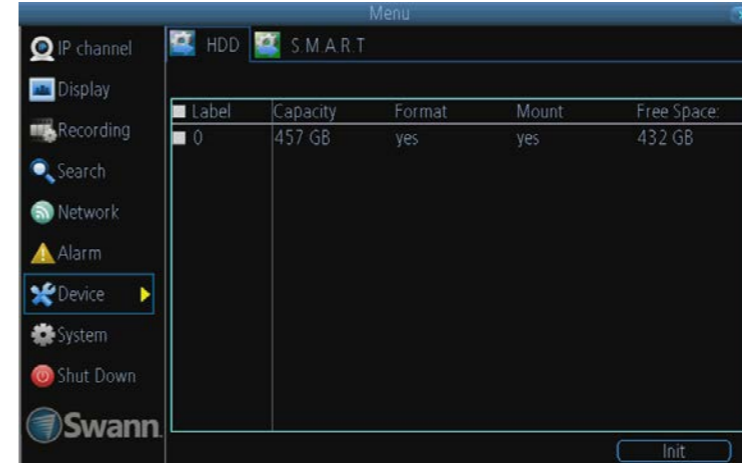 Menu
IP channel
Display
Recording
Search
Network
Alarm
Device
System
Shut Down
Swann
HDD S.M.A.R.T
Label Capacity Format Mount Free Space:
0 457 GB yes yes 432 GB
Init